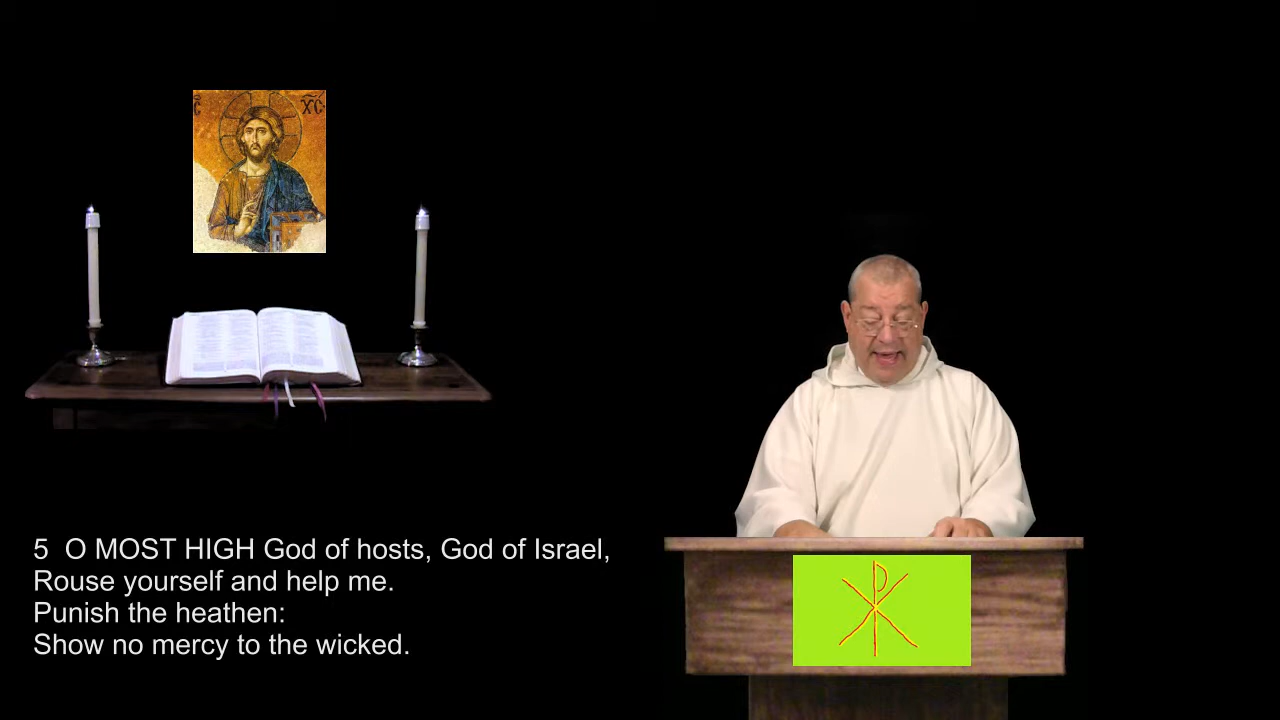 ΧC
5 O MOST HIGH God of hosts, God of Israel,
Rouse yourself and help me.
Punish the heathen:
Show no mercy to the wicked.